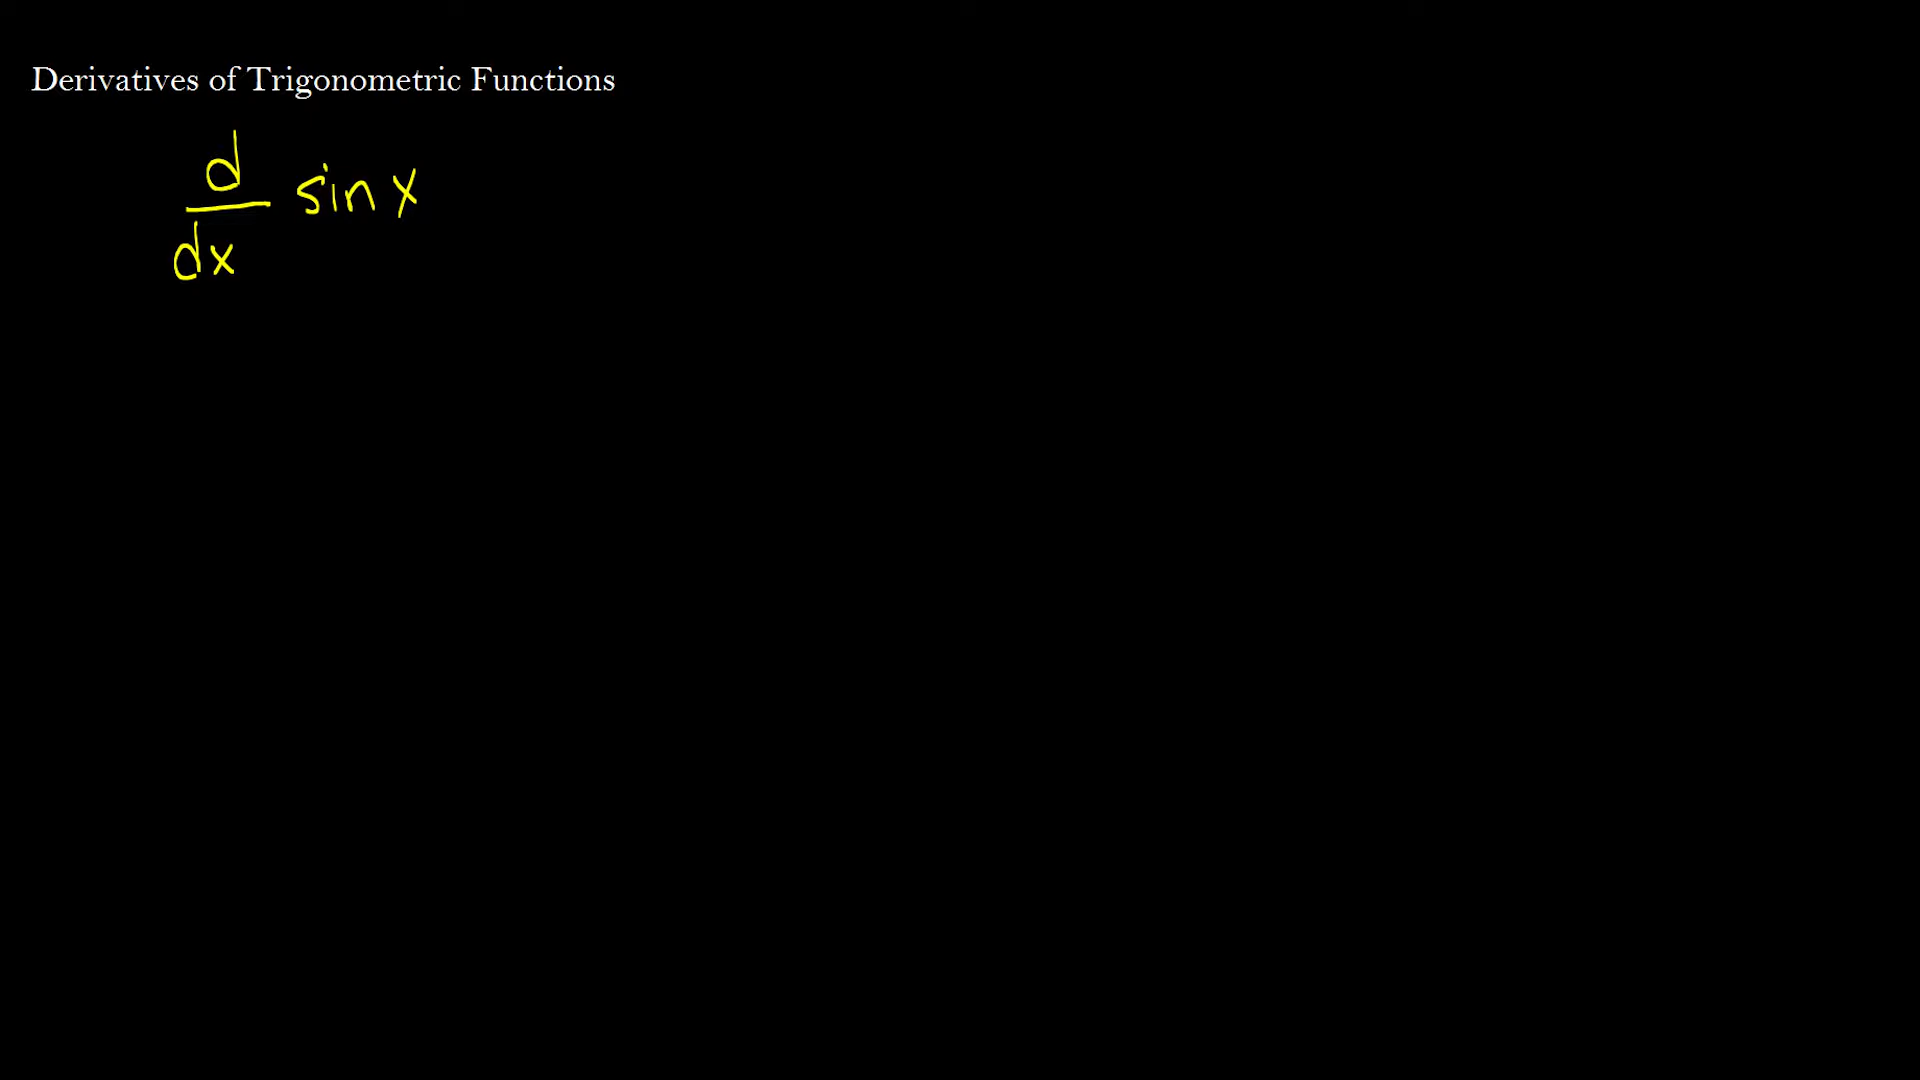 Derivatives of Trigonometric Functions
d
— sin x
dx